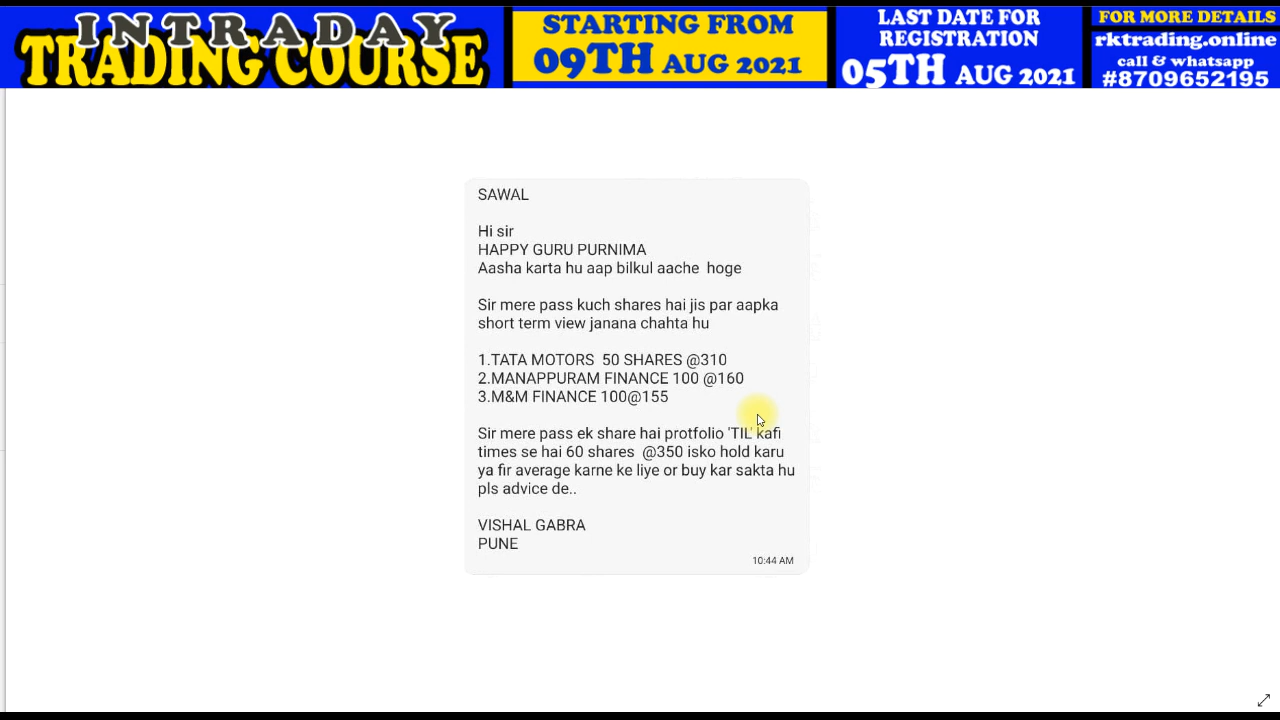 INTRADAY
TRADING COURSE
STARTING FROM
09TH AUG 2021
LAST DATE FOR
REGISTRATION
05TH AUG 2021
FOR MORE DETAILS
rktrading.online
call & whatsapp
#8709652195
SAWAL
Hi sir
HAPPY GURU PURNIMA
Aasha karta hu aap bilkul aache hoge
Sir mere pass kuch shares hai jis par aapka
short term view janana chahta hu
1.TATA MOTORS 50 SHARES @310
2.MANAPPURAM FINANCE 100 @160
3.M&M FINANCE 100@155
Sir mere pass ek share hai protfolio 'TIL' kafi
times se hai 60 shares @350 isko hold karu
ya fir average karne ke liye or buy kar sakta hu
pls advice de..
VISHAL GABRA
PUNE
10:44 AM